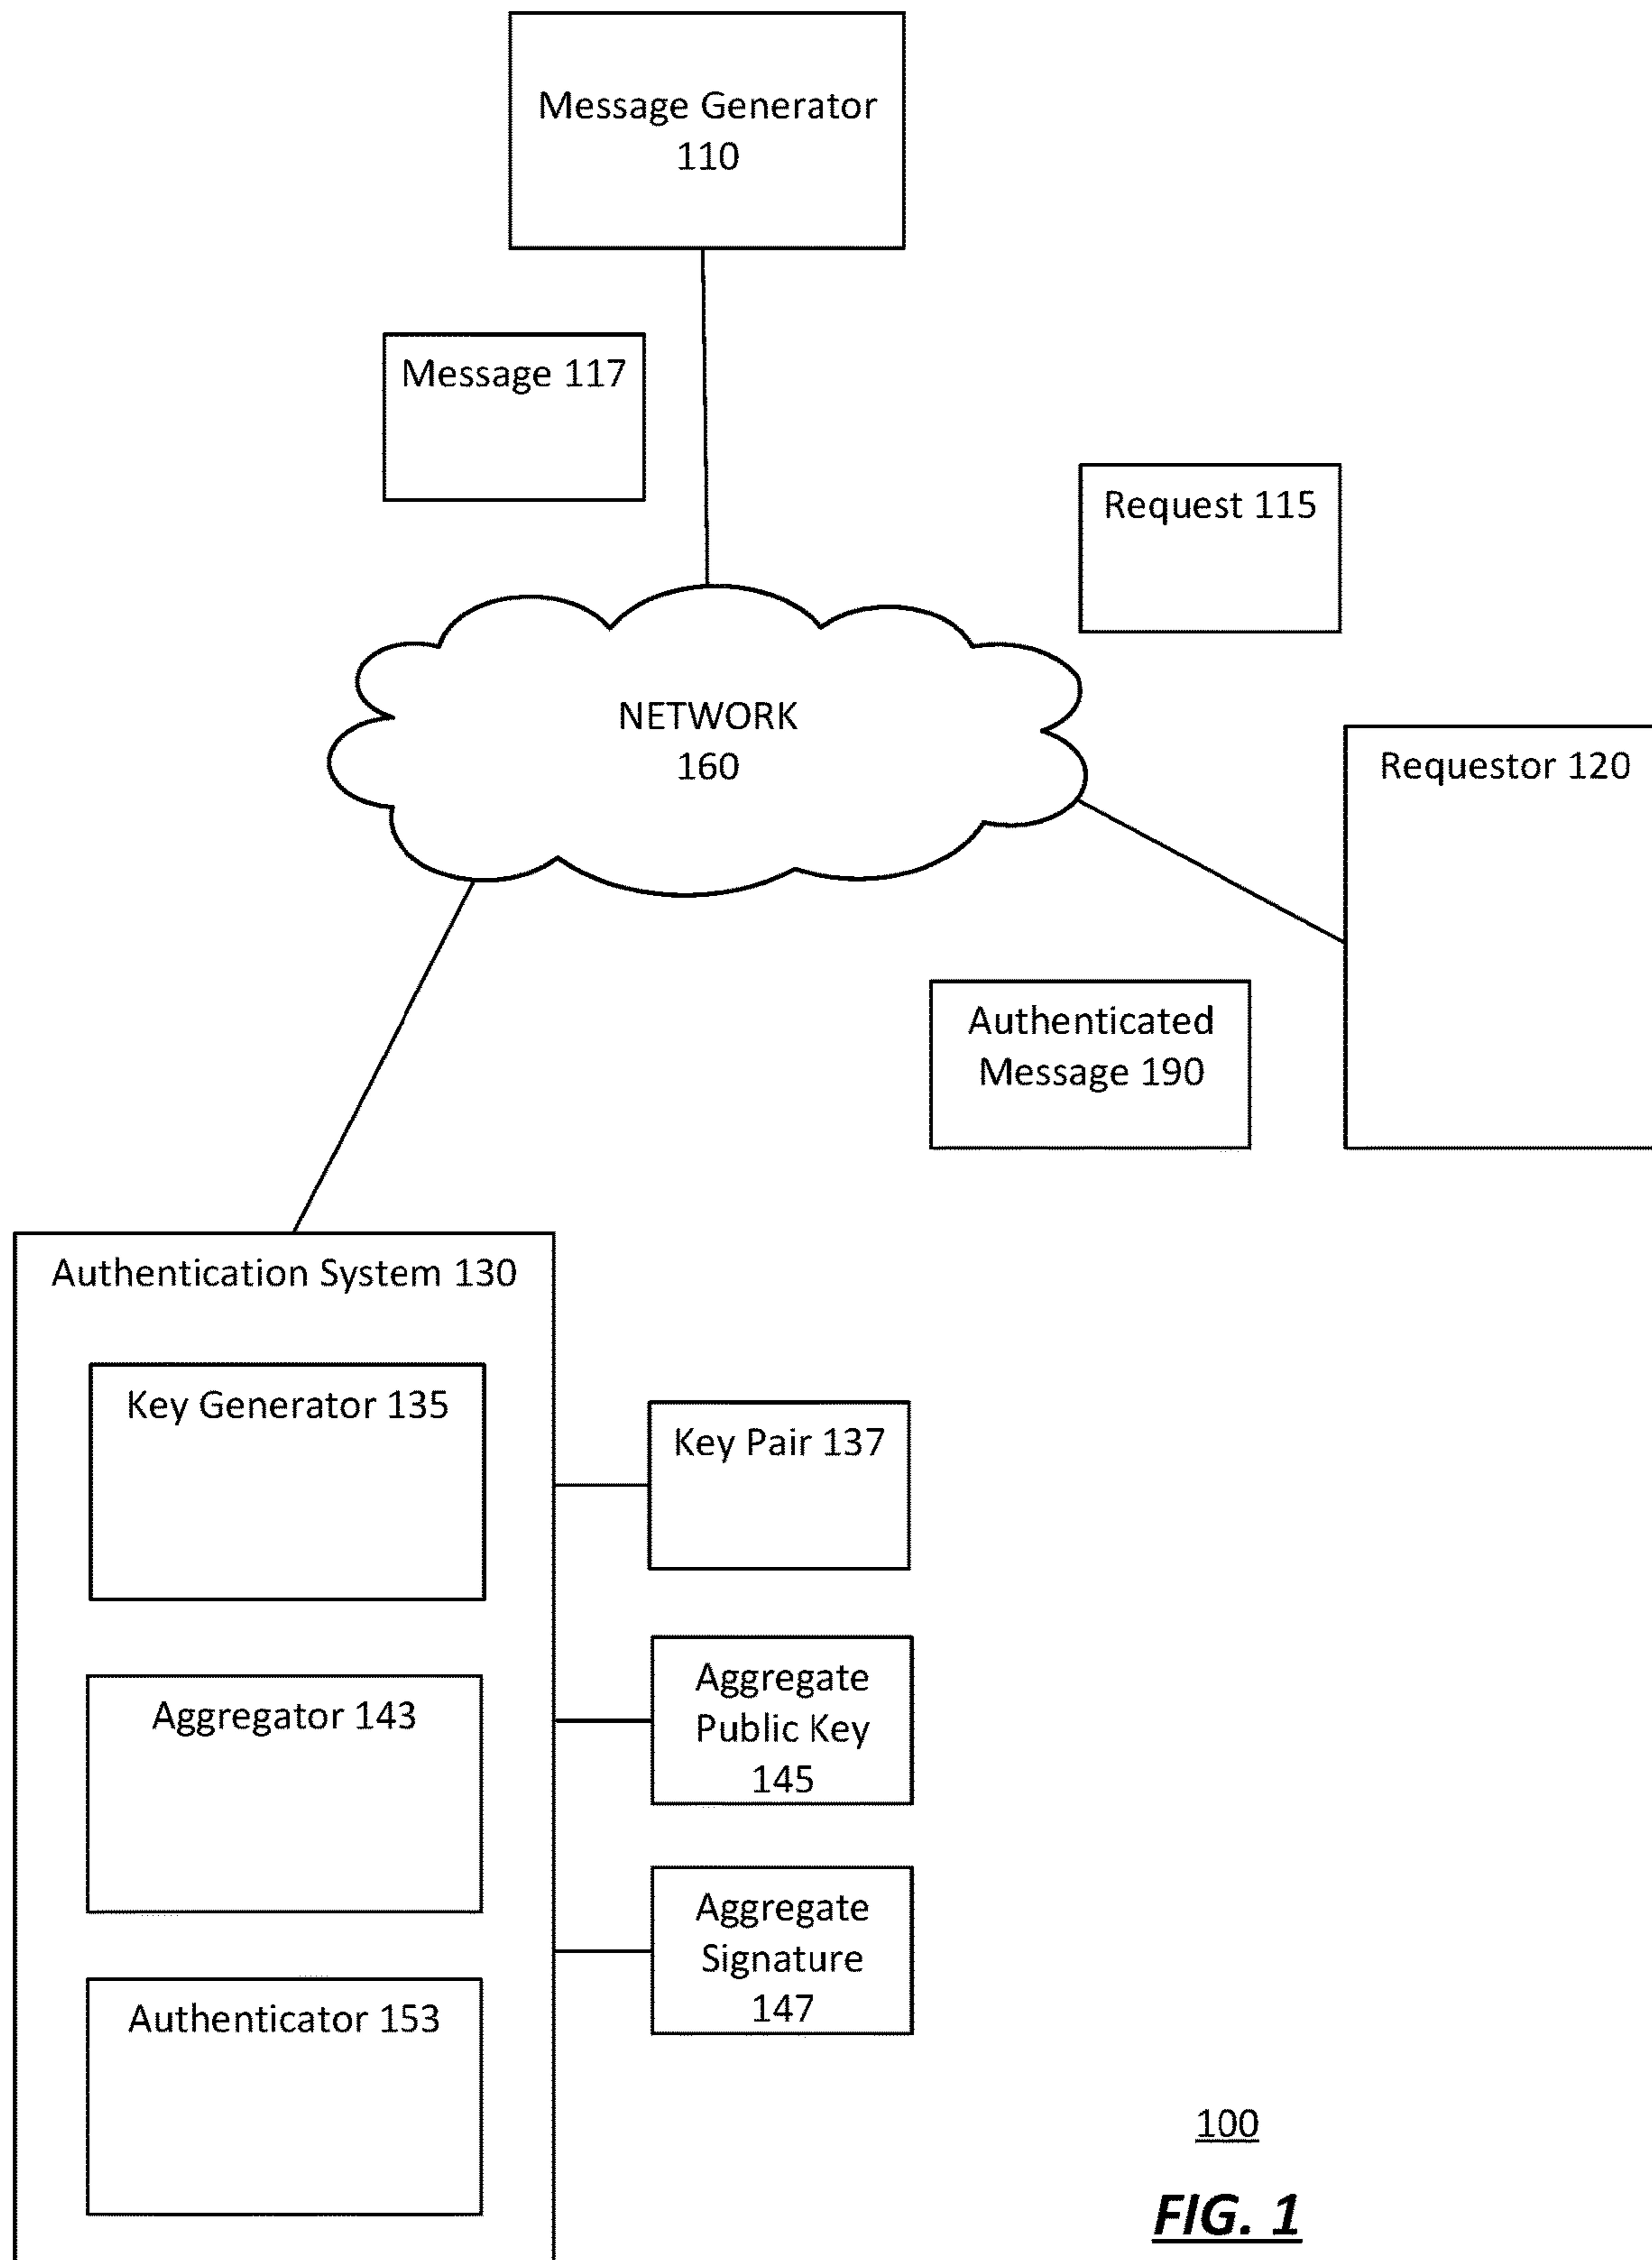 Message Generator
110
Message 117
Request 115
NETWORK
160
Requestor 120
Authenticated
Message 190
Authentication System 130
Key Generator 135
Key Pair 137
Aggregator 143
Aggregate
Public Key
145
Aggregate
Signature
147
Authenticator 153
100
FIG. 1